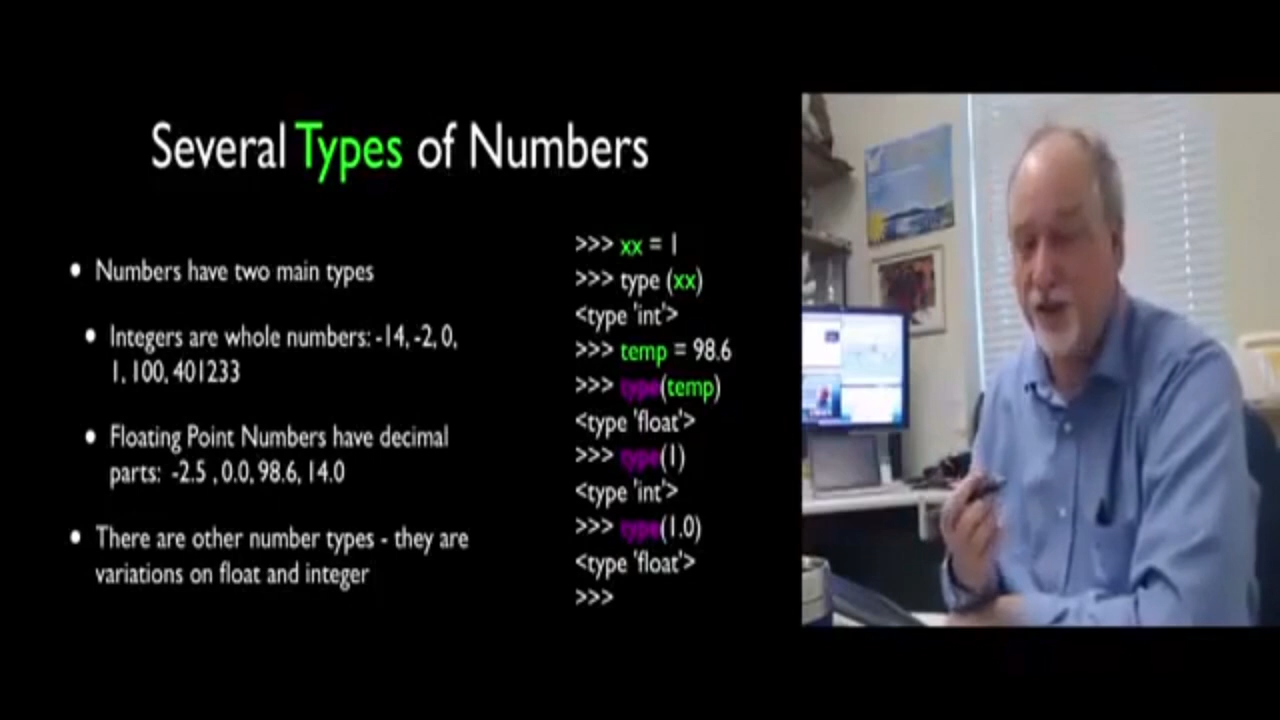 Several Types of Numbers
• Numbers have two main types
• Integers are whole numbers: -14, -2, 0,
1, 100, 401233
• Floating Point Numbers have decimal
parts: -2.5 , 0.0, 98.6, 14.0
• There are other number types - they are
variations on float and integer
>>> xx = 1
>>> type (xx)
<type 'int'>
>>> temp = 98.6
>>> type(temp)
<type 'float'>
>>> type(1)
<type 'int'>
>>> type(1.0)
<type 'float'>
>>>